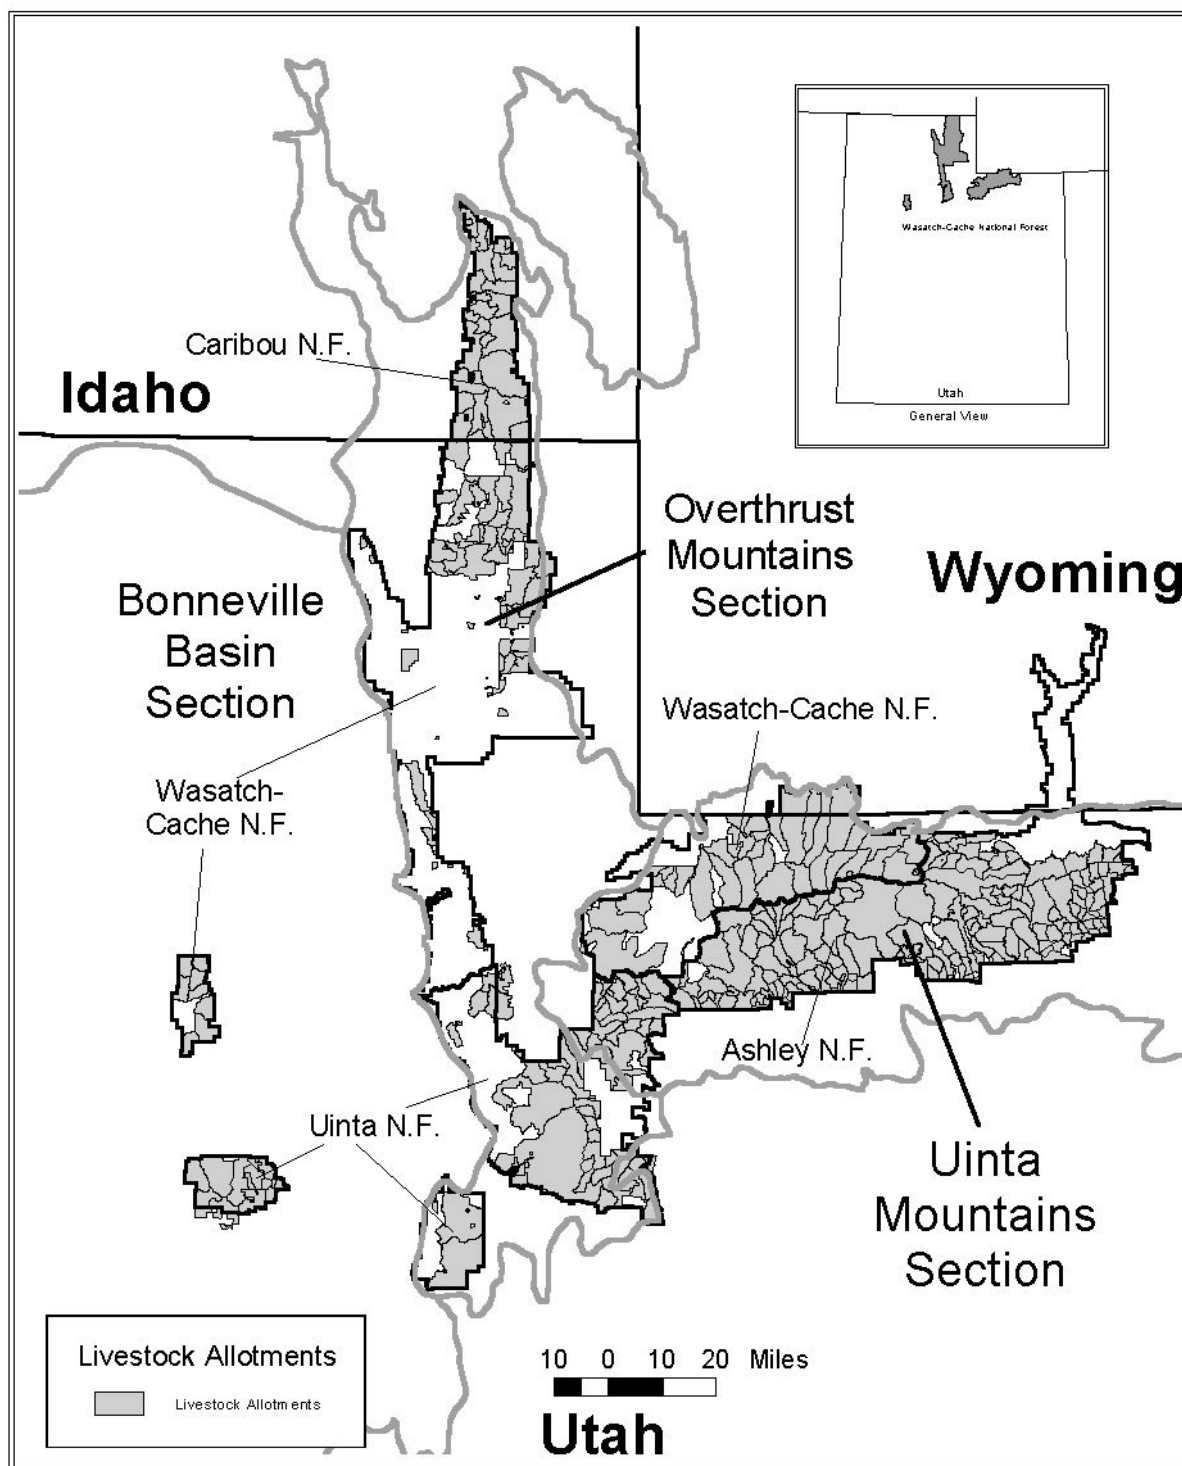 Wasatch-Cache National Forest
Utah
General View
Caribou N.F.
Idaho
Overthrust
Mountains
Section
Wyoming
Bonneville
Basin
Section
Wasatch-Cache N.F.
Wasatch-
Cache N.F.
Ashley N.F.
Uinta N.F.
Uinta
Mountains
Section
Livestock Allotments
Livestock Allotments
10 0 10 20 Miles
Utah